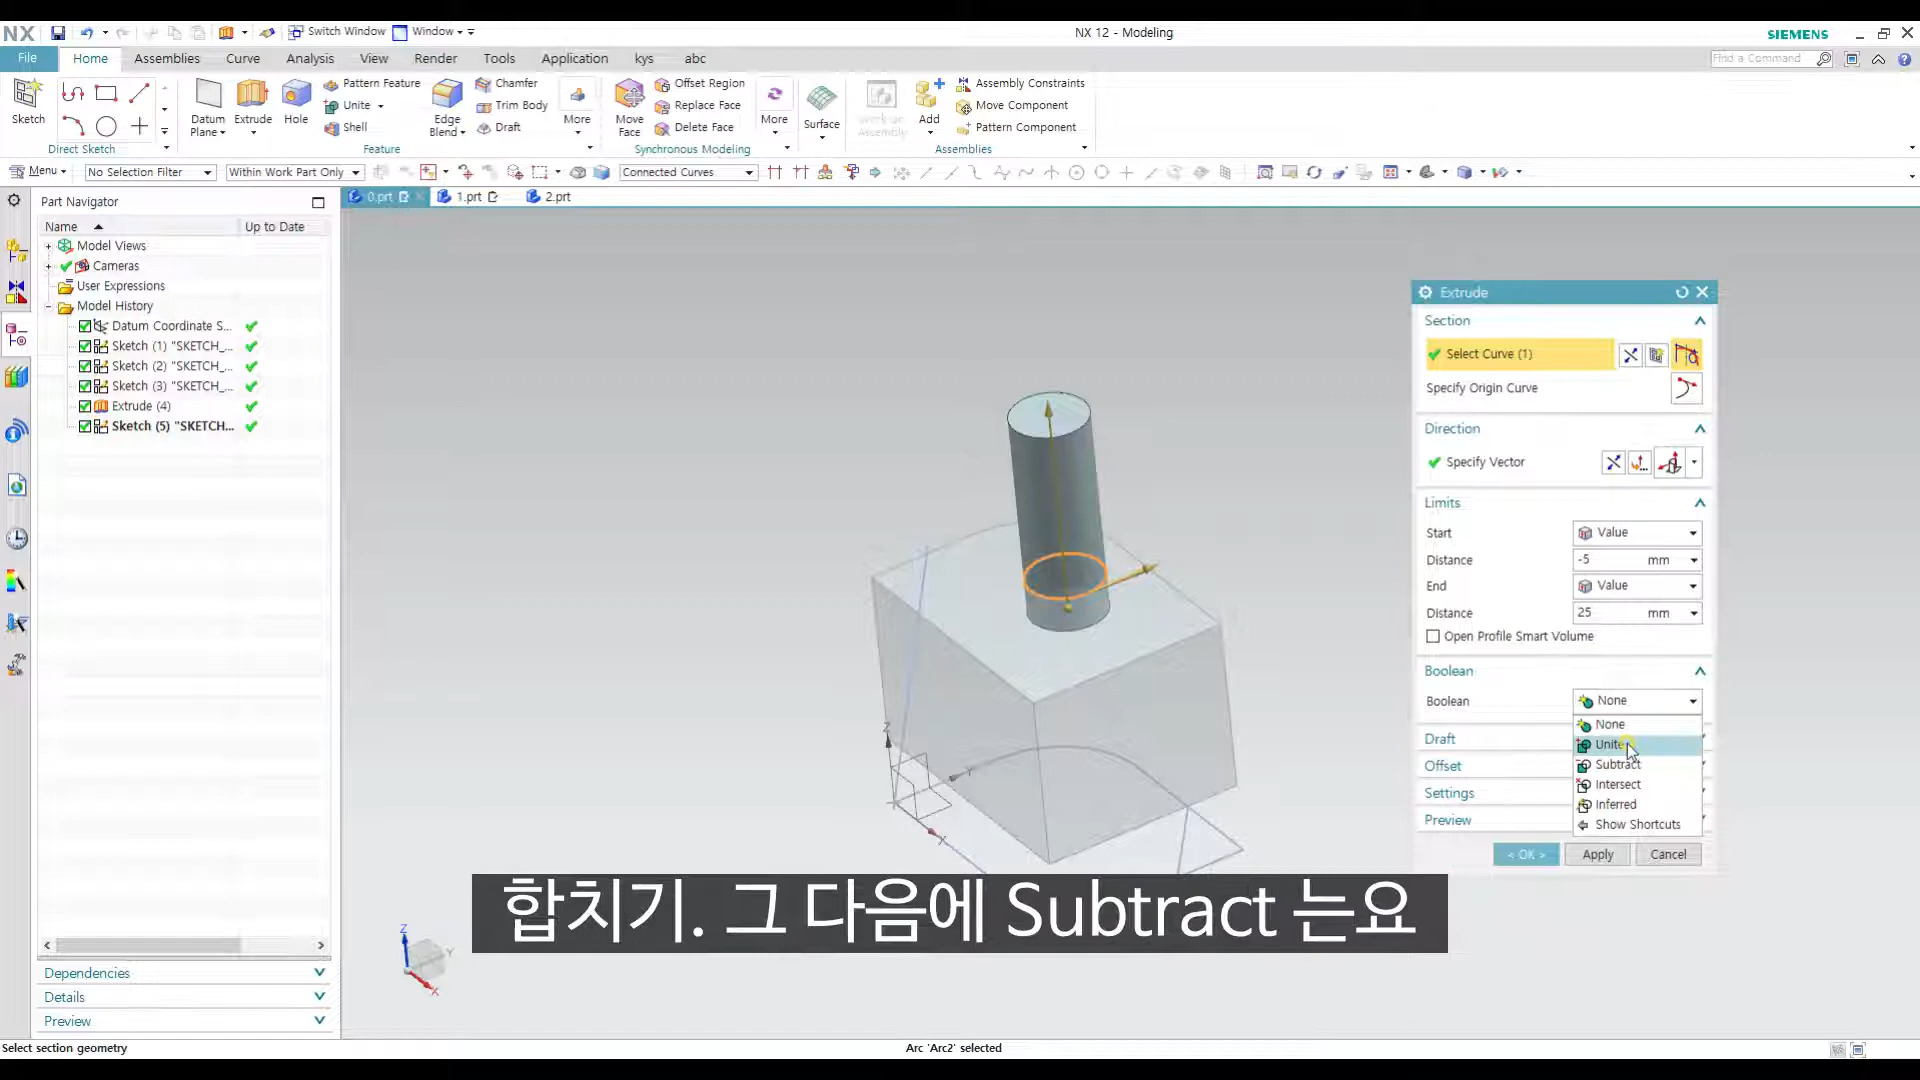 NX
Switch Window Window
NX 12 - Modeling
SIEMENS
File Home Assemblies Curve Analysis View Render Tools Application kys abc
Find a Command
Sketch
Direct Sketch
Datum Plane
Extrude
Hole
Pattern Feature
Unite
Shell
Edge Blend
Chamfer
Trim Body
Draft
More
Feature
Move Face
Offset Region
Replace Face
Delete Face
More
Synchronous Modeling
Surface
Work on Assembly
Add
Assembly Constraints
Move Component
Pattern Component
Assemblies
Menu No Selection Filter Within Work Part Only Connected Curves
Part Navigator
0.prt 1.prt 2.prt
Name Up to Date
Model Views
Cameras
User Expressions
Model History
Datum Coordinate S...
Sketch (1) "SKETCH_...
Sketch (2) "SKETCH_...
Sketch (3) "SKETCH_...
Extrude (4)
Sketch (5) "SKETCH...
Dependencies
Details
Preview
Z
Y
X
Z
Y
X
Extrude
Section
Select Curve (1)
Specify Origin Curve
Direction
Specify Vector
Limits
Start Value
Distance -5 mm
End Value
Distance 25 mm
Open Profile Smart Volume
Boolean
Boolean None
None
Unite
Subtract
Intersect
Inferred
Show Shortcuts
Draft
Offset
Settings
Preview
< OK > Apply Cancel
합치기. 그 다음에 Subtract 는요
Select section geometry
Arc 'Arc2' selected